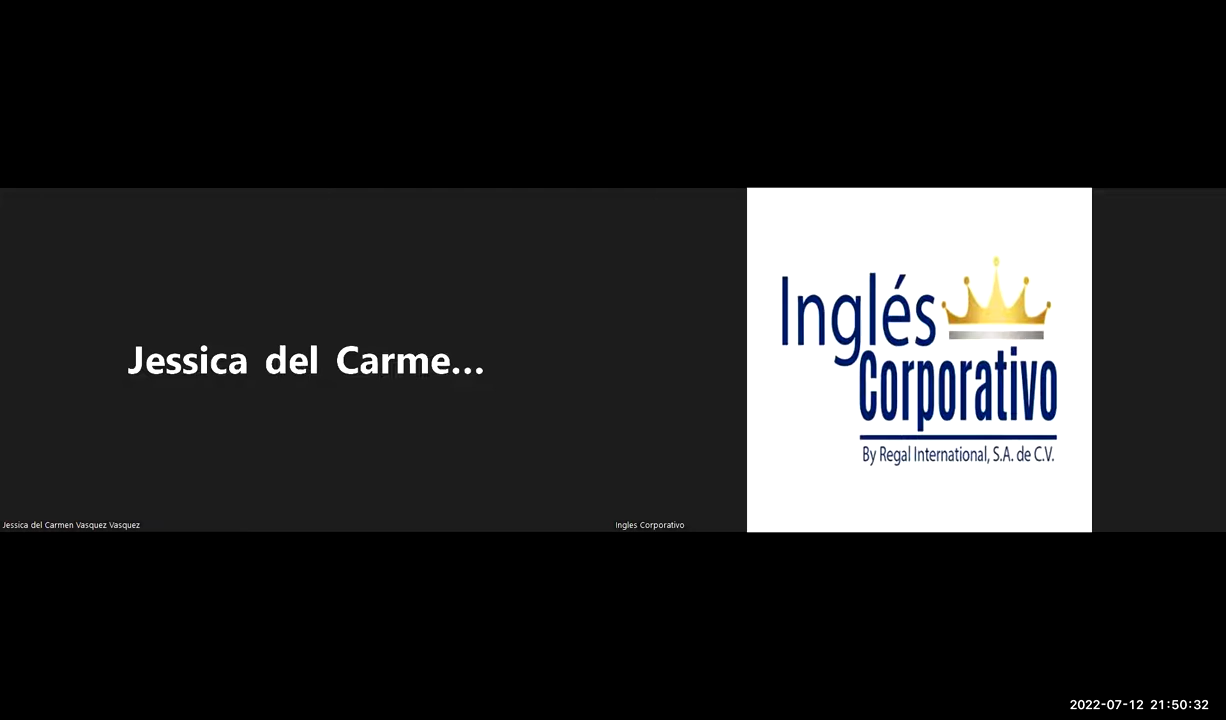 Jessica del Carme...
Jessica del Carmen Vasquez Vasquez
Inglés
Corporativo
By Regal International, S.A. de C.V.
Ingles Corporativo
2022-07-12 21:50:32